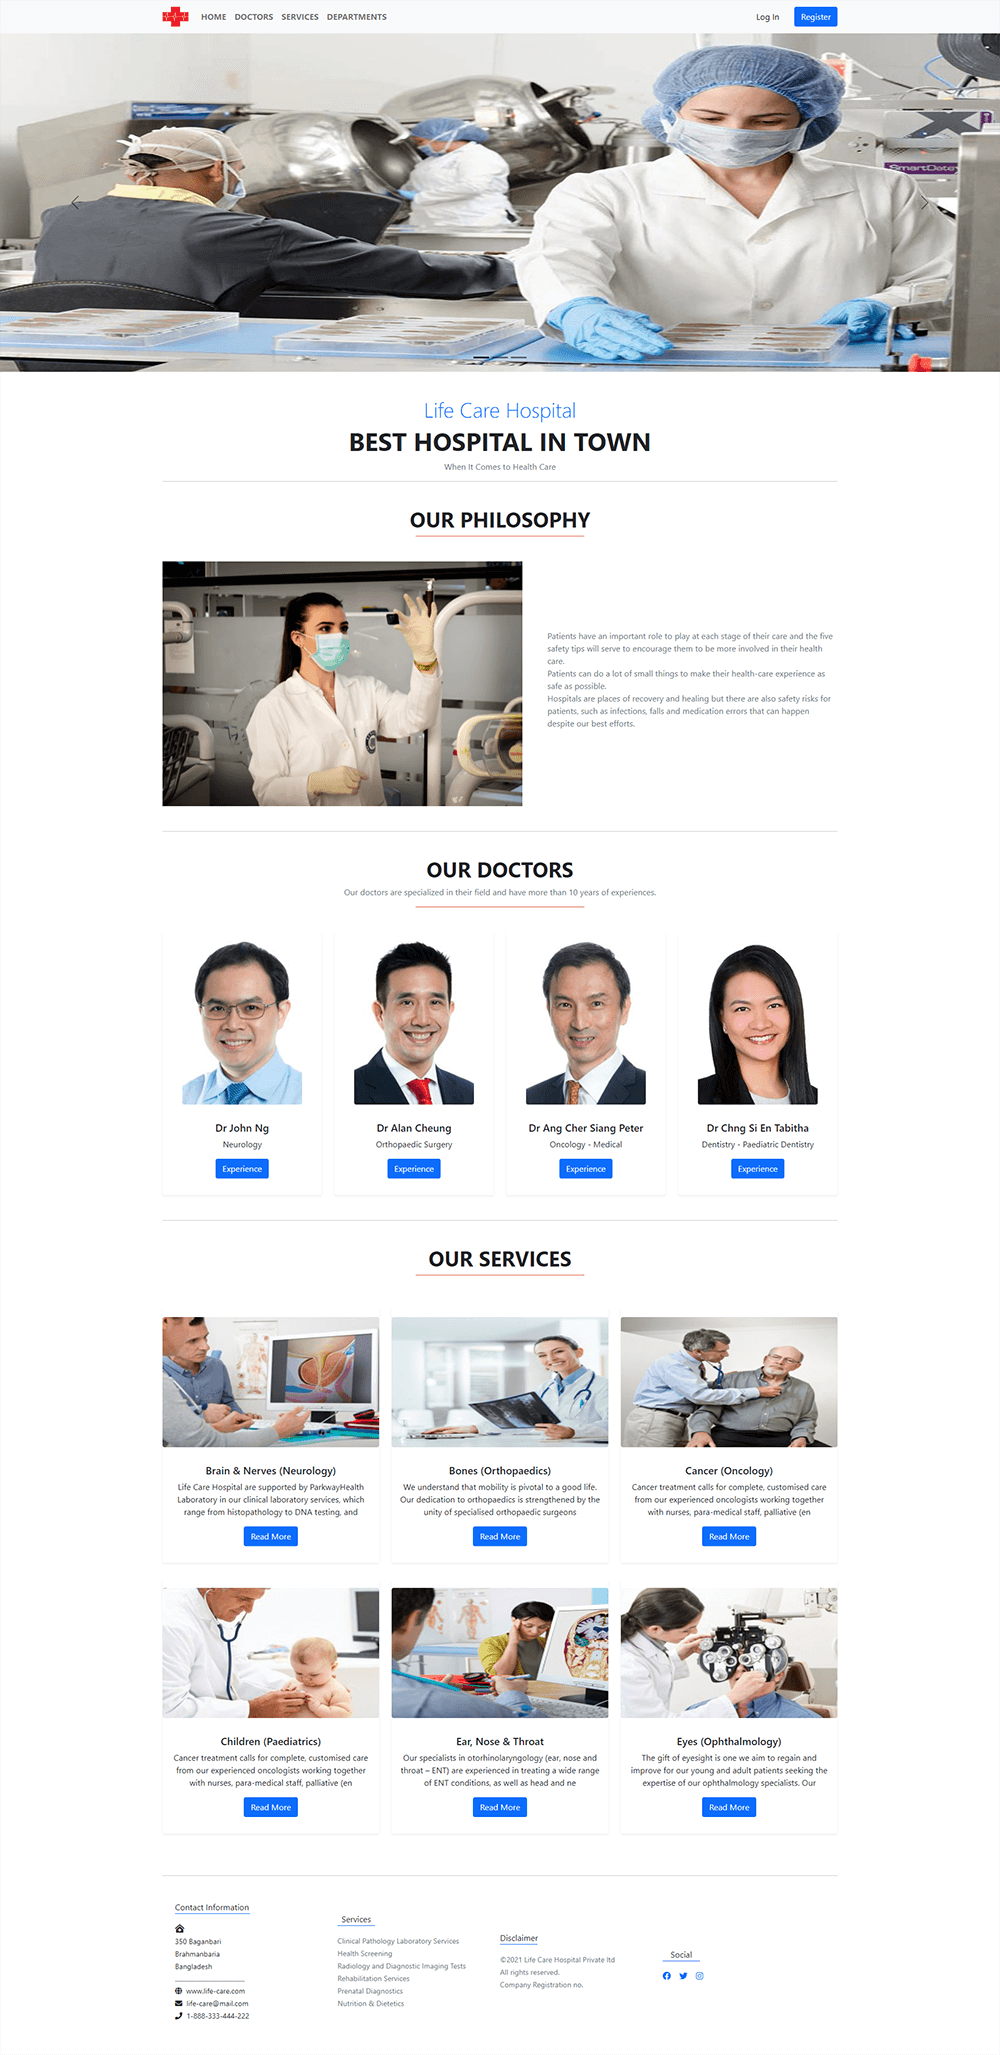 HOME DOCTORS SERVICES DEPARTMENTS Log In Register
SmartDate
Life Care Hospital
BEST HOSPITAL IN TOWN
When It Comes to Health Care
OUR PHILOSOPHY
Patients have an important role to play at each stage of their care and the five
safety tips will serve to encourage them to be more involved in their health
care.
Patients can do a lot of small things to make their health-care experience as
safe as possible.
Hospitals are places of recovery and healing but there are also safety risks for
patients, such as infections, falls and medication errors that can happen
despite our best efforts.
OUR DOCTORS
Our doctors are specialized in their field and have more than 10 years of experiences.
Dr John Ng
Neurology
Experience
Dr Alan Cheung
Orthopaedic Surgery
Experience
Dr Ang Cher Siang Peter
Oncology - Medical
Experience
Dr Chng Si En Tabitha
Dentistry - Paediatric Dentistry
Experience
OUR SERVICES
Brain & Nerves (Neurology)
Life Care Hospital are supported by ParkwayHealth
Laboratory in our clinical laboratory services, which
range from histopathology to DNA testing, and
Read More
Bones (Orthopaedics)
We understand that mobility is pivotal to a good life.
Our dedication to orthopaedics is strengthened by the
unity of specialised orthopaedic surgeons
Read More
Cancer (Oncology)
Cancer treatment calls for complete, customised care
from our experienced oncologists working together
with nurses, para-medical staff, palliative (en
Read More
Children (Paediatrics)
Cancer treatment calls for complete, customised care
from our experienced oncologists working together
with nurses, para-medical staff, palliative (en
Read More
Ear, Nose & Throat
Our specialists in otorhinolaryngology (ear, nose and
throat – ENT) are experienced in treating a wide range
of ENT conditions, as well as head and ne
Read More
Eyes (Ophthalmology)
The gift of eyesight is one we aim to regain and
improve for our young and adult patients seeking the
expertise of our ophthalmology specialists. Our
Read More
Contact Information
350 Baganbari
Brahmanbaria
Bangladesh
www.life-care.com
life-care@mail.com
1-888-333-444-222
Services
Clinical Pathology Laboratory Services
Health Screening
Radiology and Diagnostic Imaging Tests
Rehabilitation Services
Prenatal Diagnostics
Nutrition & Dietetics
Disclaimer
©2021 Life Care Hospital Private ltd
All rights reserved.
Company Registration no.
Social